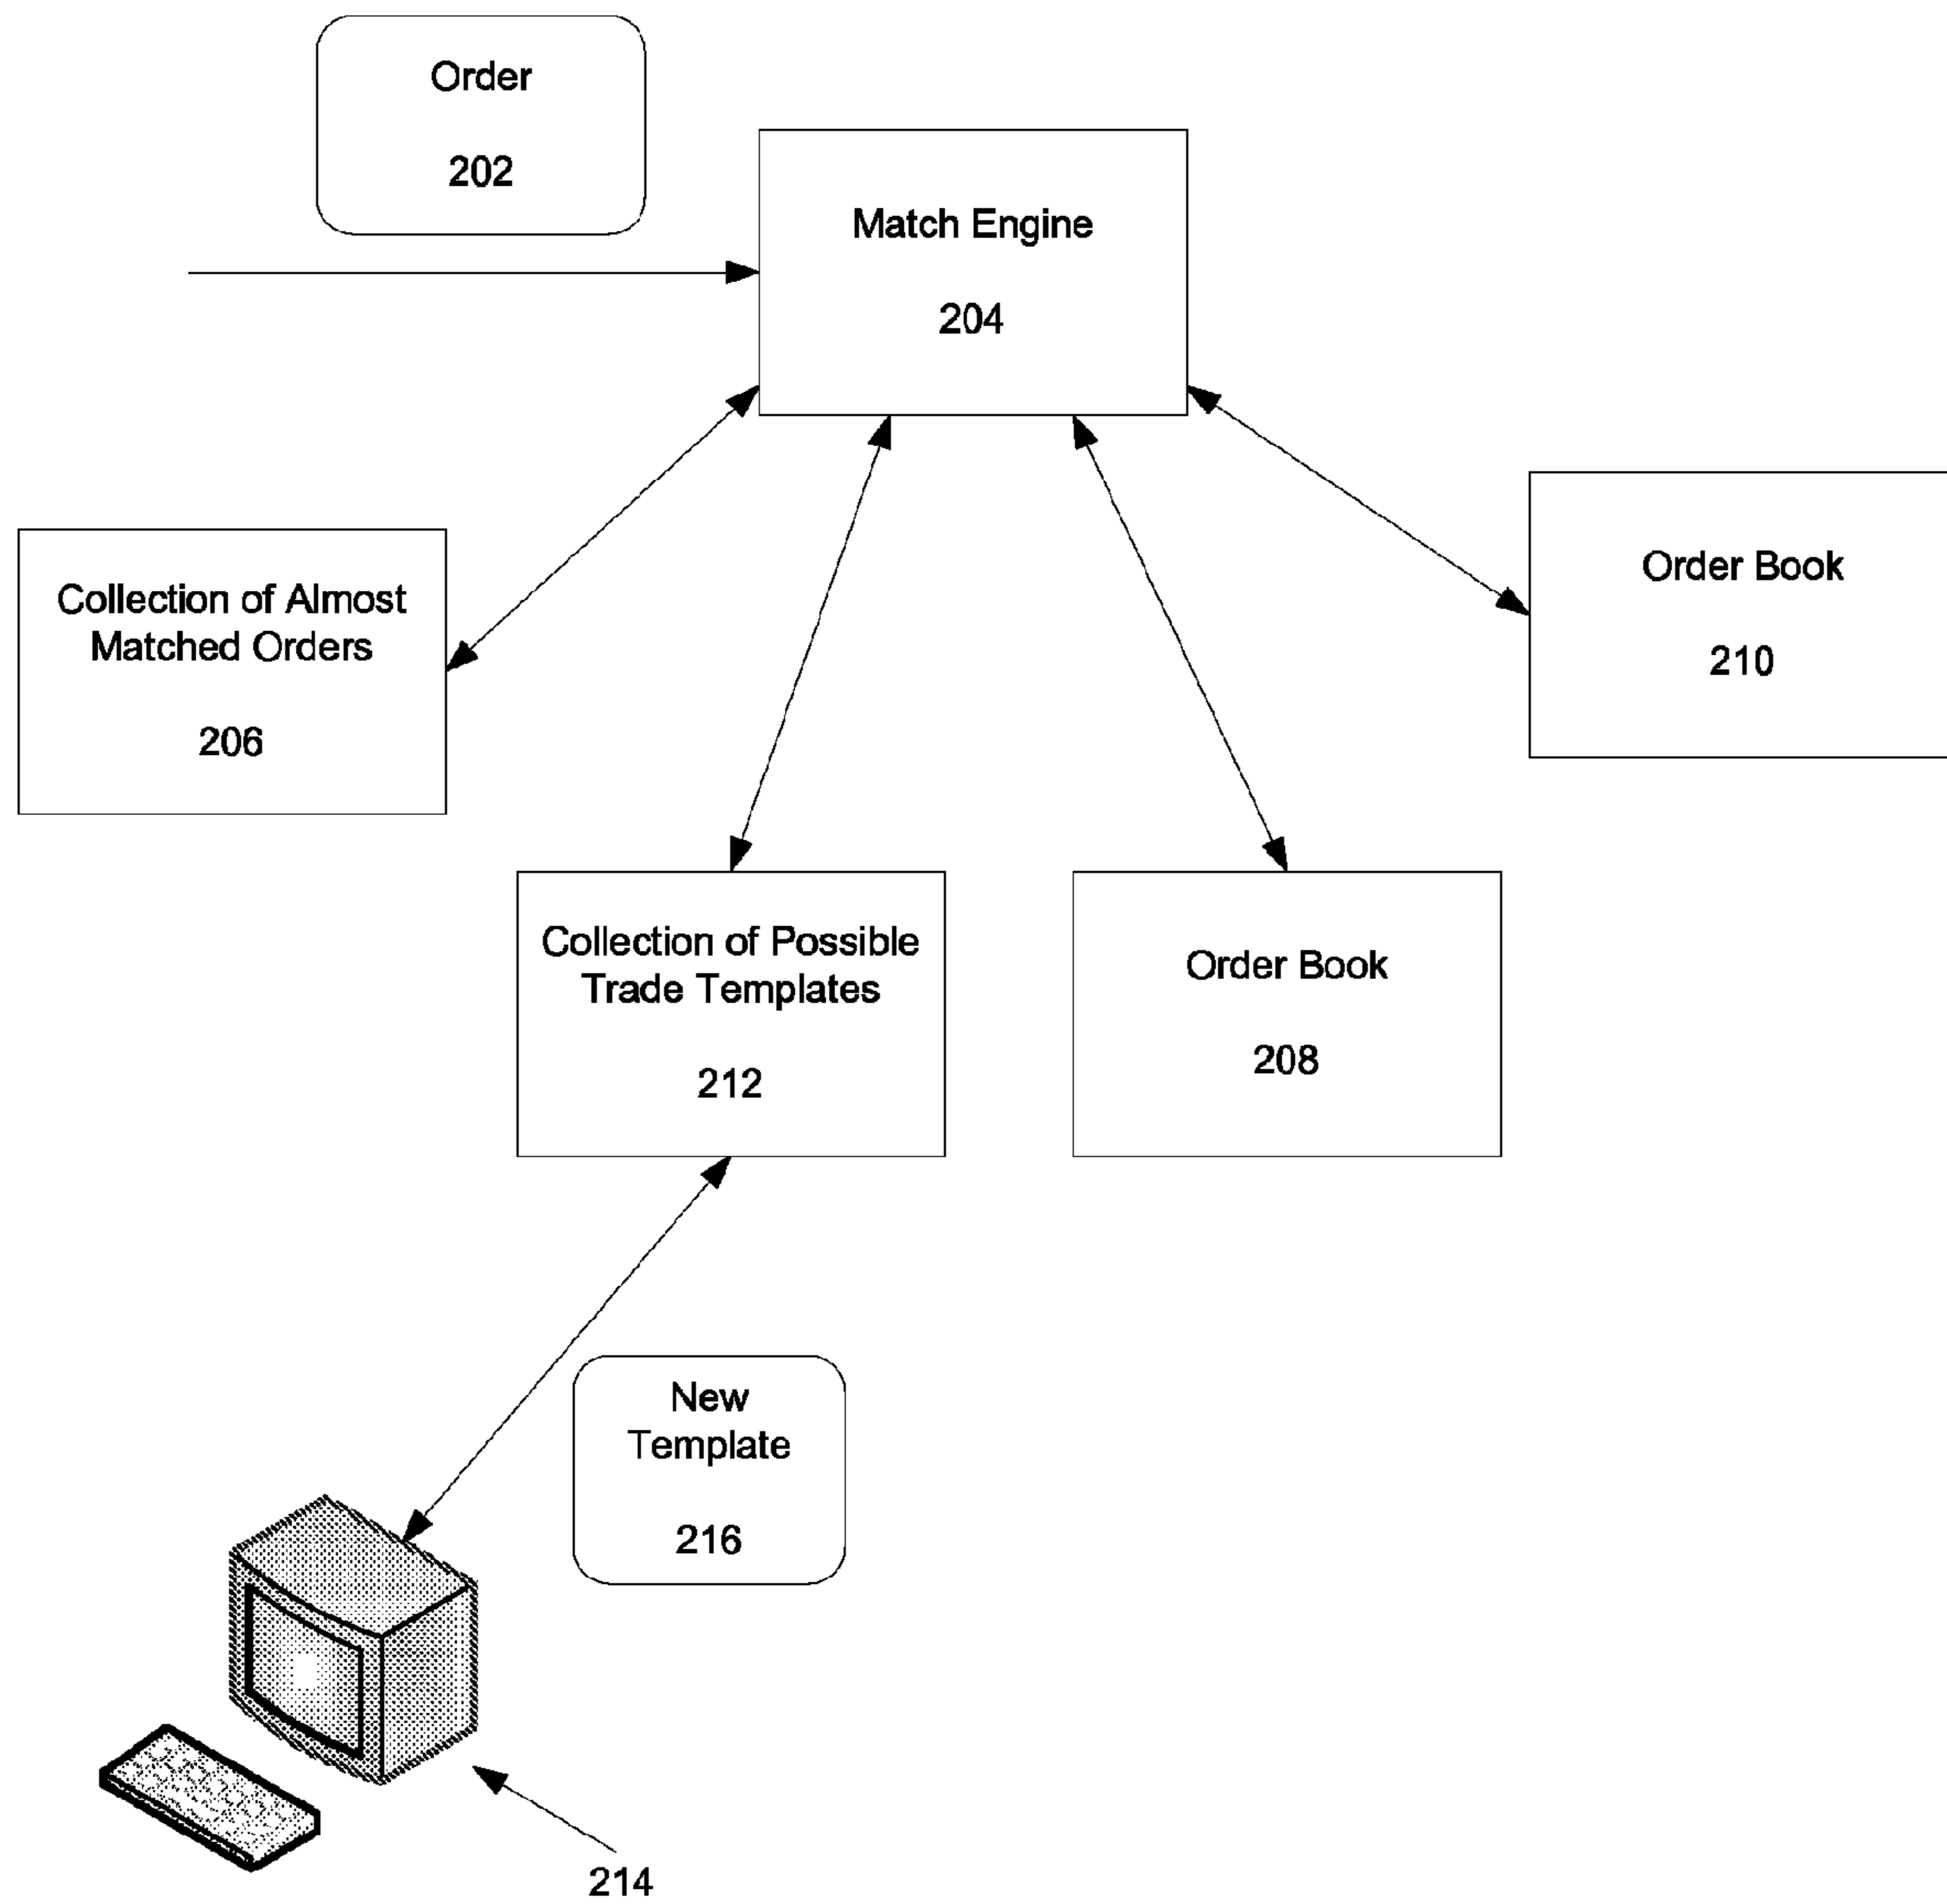 Order
202
Match Engine
204
Collection of Almost
Matched Orders
206
Order Book
210
Collection of Possible
Trade Templates
212
Order Book
208
New
Template
216
214